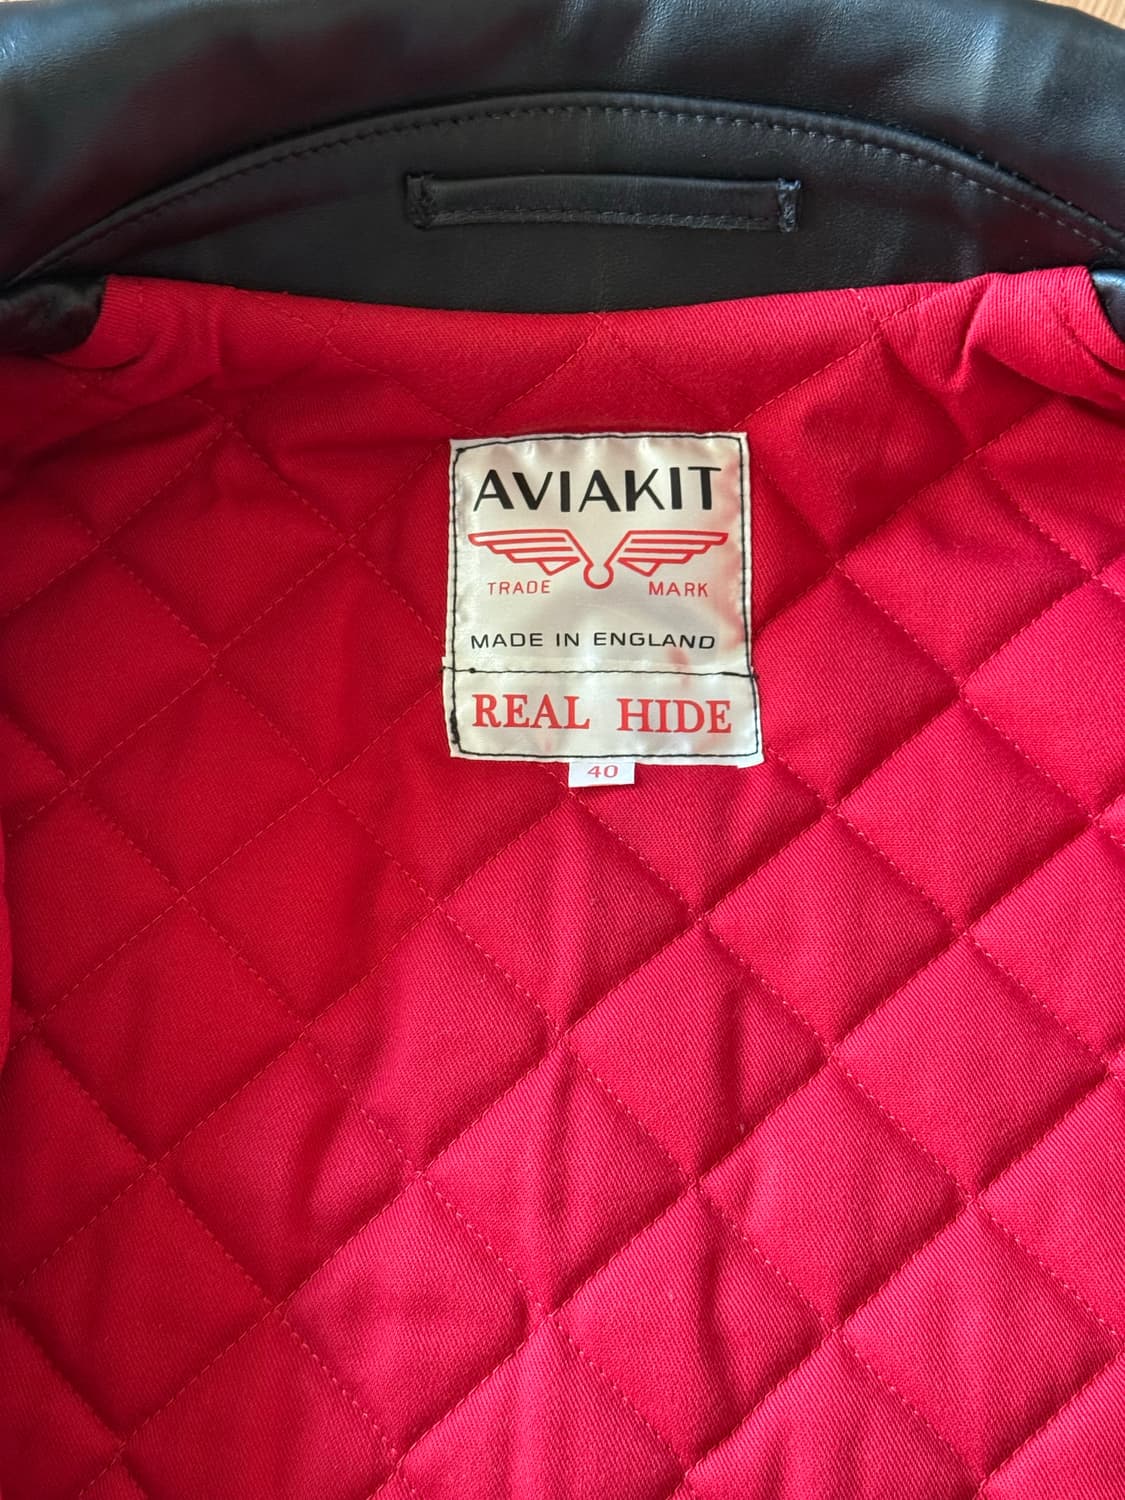 AVIAKIT
TRADE MARK
MADE IN ENGLAND
REAL HIDE
40